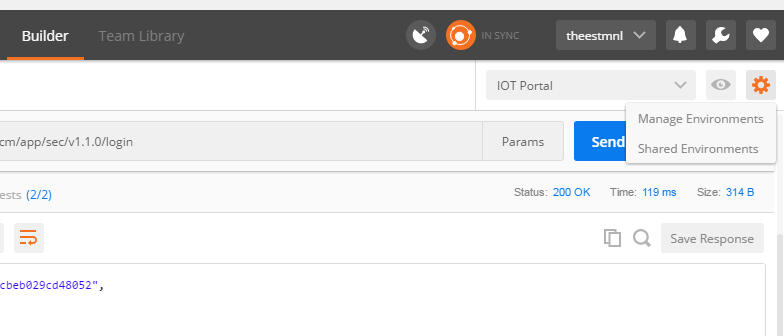 Builder Team Library IN SYNC theestmnl
IOT Portal
Manage Environments
cm/app/sec/v1.1.0/login Params Send
Shared Environments
ests (2/2) Status: 200 OK Time: 119 ms Size: 314 B
Save Response
cbeb029cd48052",